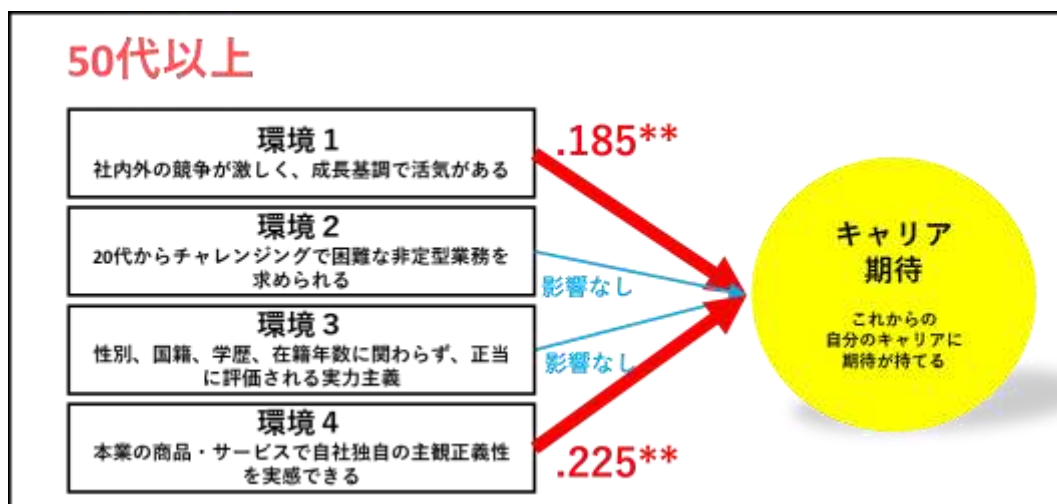 50代以上
環境１
社内外の競争が激しく、成長基調で活気がある
.185**
環境２
20代からチャレンジングで困難な非定型業務を
求められる
影響なし
環境３
性別、国籍、学歴、在籍年数に関わらず、正当
に評価される実力主義
影響なし
環境４
本業の商品・サービスで自社独自の主観正義性
を実感できる
.225**
キャリア
期待
これからの
自分のキャリアに
期待が持てる